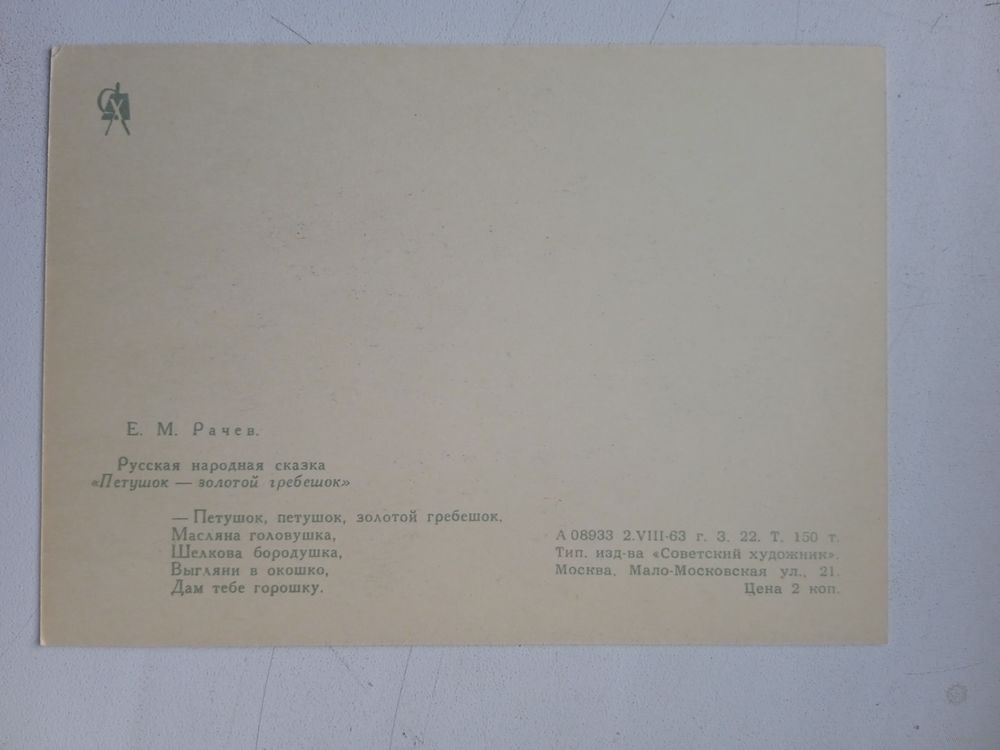 СХ
Е. М. Рачев.
Русская народная сказка
«Петушок — золотой гребешок»
— Петушок, петушок, золотой гребешок.
Масляна головушка,
Шелкова бородушка,
Выгляни в окошко,
Дам тебе горошку.
А 08933 2.VIII-63 г. З. 22. Т. 150 т.
Тип. изд-ва «Советский художник».
Москва, Мало-Московская ул., 21.
Цена 2 коп.